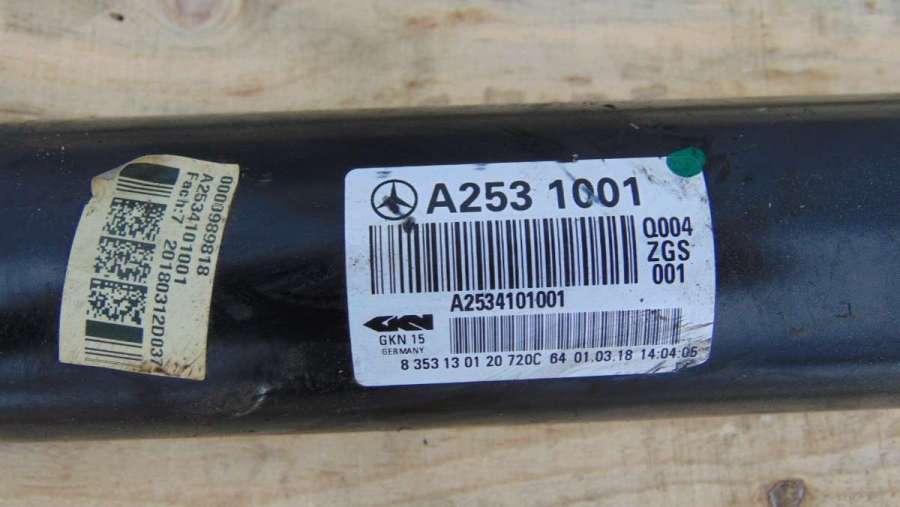 0000989818
A2534101001
Fach:7 20180312D03
A253 1001
Q004
ZGS
001
A2534101001
GKN
GKN 15
GERMANY
8 353 13 01 20 720C 64 01.03.18 14:04:05